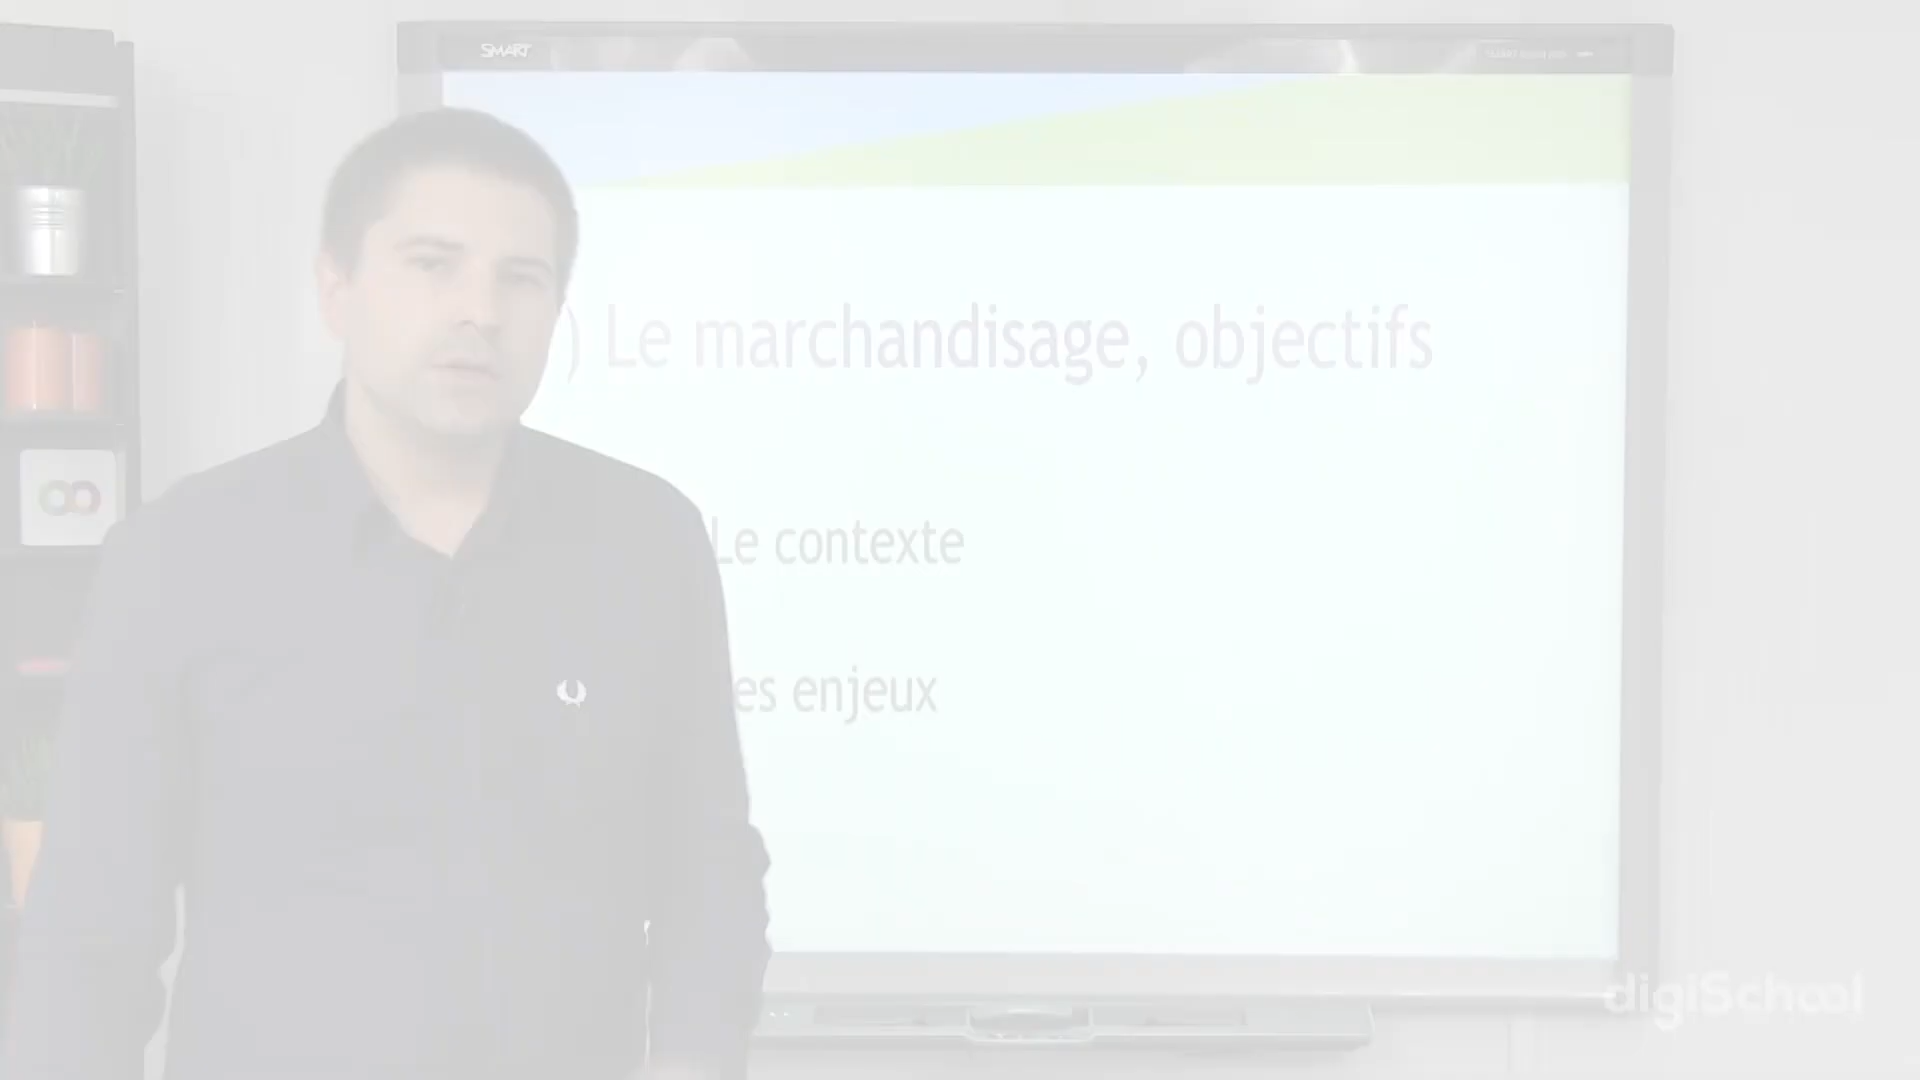 SMART
) Le marchandisage, objectifs
Le contexte
es enjeux
digiSchool